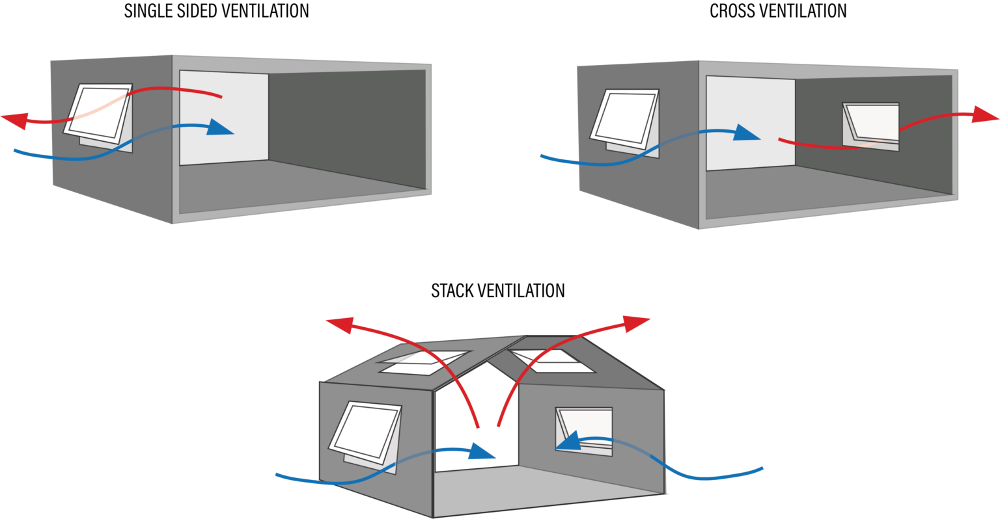 SINGLE SIDED VENTILATION
CROSS VENTILATION
STACK VENTILATION